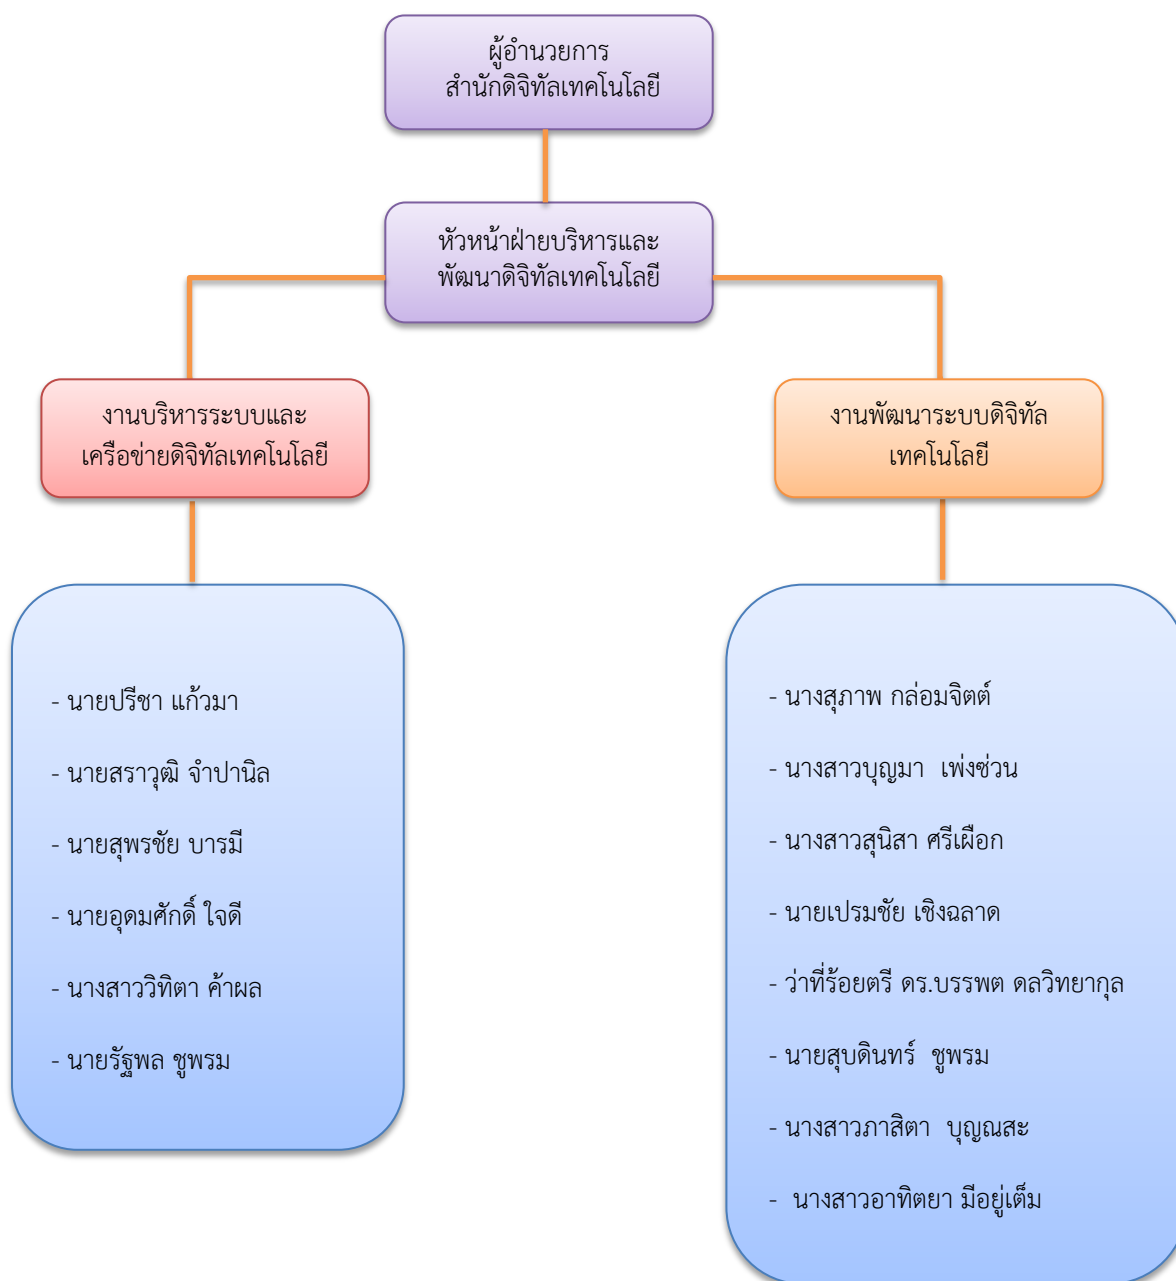 ผู้อำนวยการ
สำนักดิจิทัลเทคโนโลยี
หัวหน้าฝ่ายบริหารและ
พัฒนาดิจิทัลเทคโนโลยี
งานบริหารระบบและ
เครือข่ายดิจิทัลเทคโนโลยี
- นายปรีชา แก้วมา
- นายสราวุฒิ จำปานิล
- นายสุพรชัย บารมี
- นายอุดมศักดิ์ ใจดี
- นางสาววิทิตา ค้าผล
- นายรัฐพล ชูพรม
งานพัฒนาระบบดิจิทัล
เทคโนโลยี
- นางสุภาพ กล่อมจิตต์
- นางสาวบุญมา  เพ่งซ่วน
- นางสาวสุนิสา ศรีเผือก
- นายเปรมชัย เชิงฉลาด
- ว่าที่ร้อยตรี ดร.บรรพต ดลวิทยากุล
- นายสุบดินทร์  ชูพรม
- นางสาวภาสิตา  บุญณสะ
-  นางสาวอาทิตยา มีอยู่เต็ม